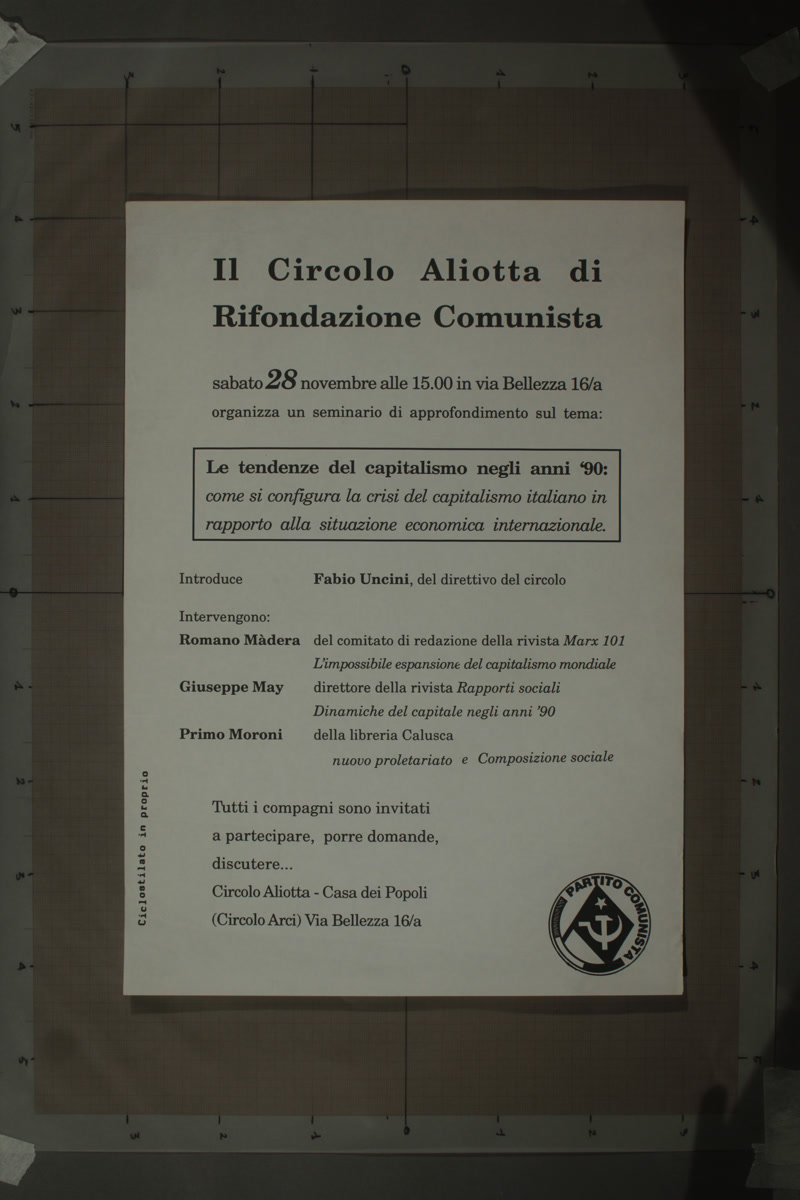 Il Circolo Aliotta di
Rifondazione Comunista
sabato 28 novembre alle 15.00 in via Bellezza 16/a
organizza un seminario di approfondimento sul tema:
Le tendenze del capitalismo negli anni '90:
come si configura la crisi del capitalismo italiano in
rapporto alla situazione economica internazionale.
Introduce Fabio Uncini, del direttivo del circolo
Intervengono:
Romano Màdera del comitato di redazione della rivista Marx 101
L'impossibile espansione del capitalismo mondiale
Giuseppe May direttore della rivista Rapporti sociali
Dinamiche del capitale negli anni '90
Primo Moroni della libreria Calusca
nuovo proletariato e Composizione sociale
Tutti i compagni sono invitati
a partecipare, porre domande,
discutere...
Circolo Aliotta - Casa dei Popoli
(Circolo Arci) Via Bellezza 16/a
Ciclostilato in proprio
PARTITO COMUNISTA